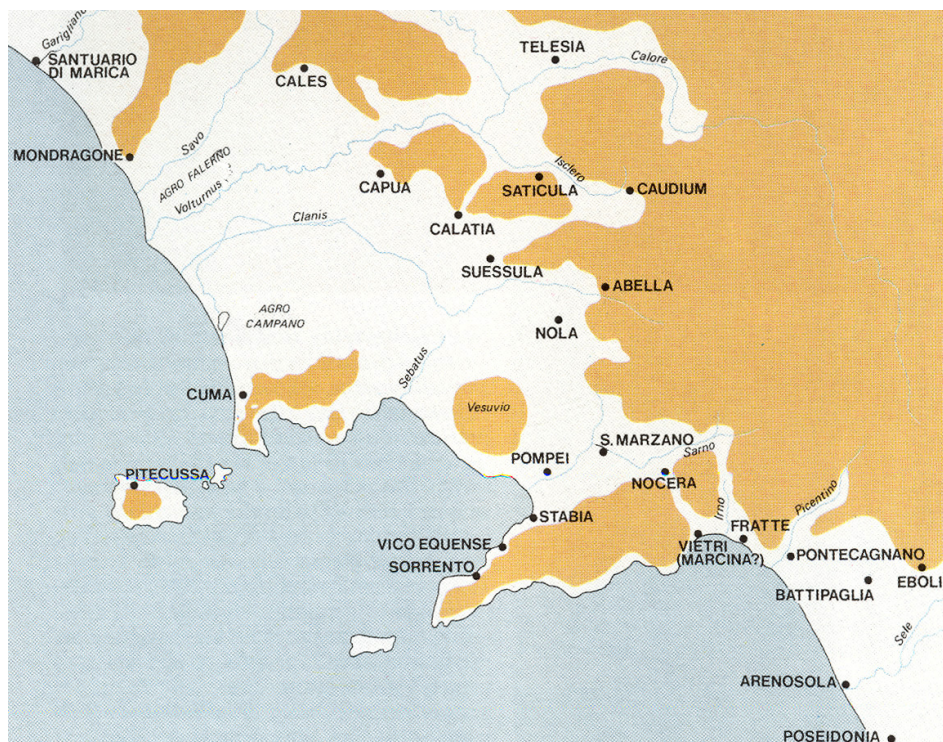 Garigliano
SANTUARIO
DI MARICA
TELESIA
Calore
CALES
MONDRAGONE
Savo
AGRO FALERNO
Volturnus
CAPUA
Isclero
SATICULA
CAUDIUM
Clanis
CALATIA
SUESSULA
ABELLA
AGRO
CAMPANO
NOLA
Sebatus
CUMA
Vesuvio
S. MARZANO
Sarno
POMPEI
PITECUSSA
NOCERA
Irno
Picentino
STABIA
FRATTE
VICO EQUENSE
VIETRI
(MARCINA?)
PONTECAGNANO
SORRENTO
EBOLI
BATTIPAGLIA
Sele
ARENOSOLA
POSEIDONIA